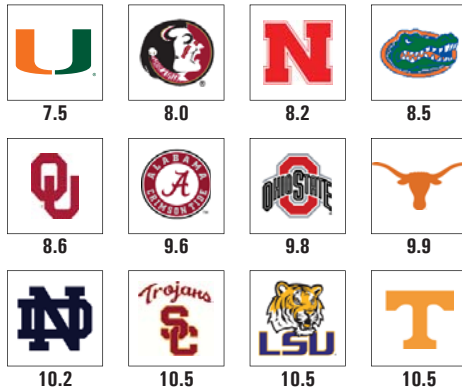 U
7.5
8.0
N
8.2
8.5
OU
8.6
ALABAMA
A
CRIMSON TIDE
9.6
OHIO STATE
9.8
9.9
ND
10.2
Trojans
SC
10.5
LSU
10.5
T
10.5